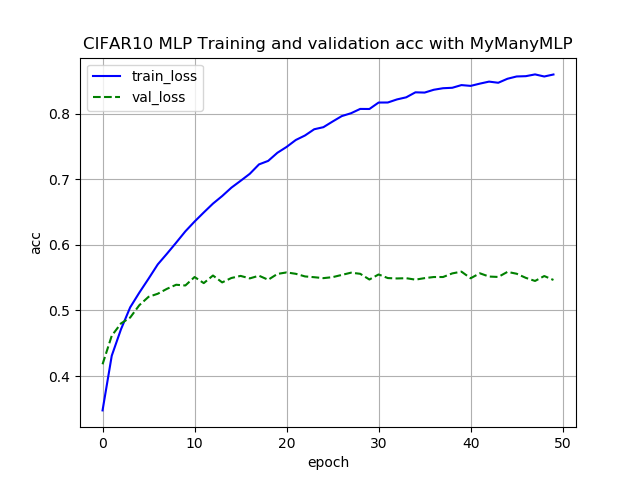 CIFAR10 MLP Training and validation acc with MyManyMLP
train_loss
val_loss
0.8
0.7
0.6
0.5
0.4
acc
0 10 20 30 40 50
epoch